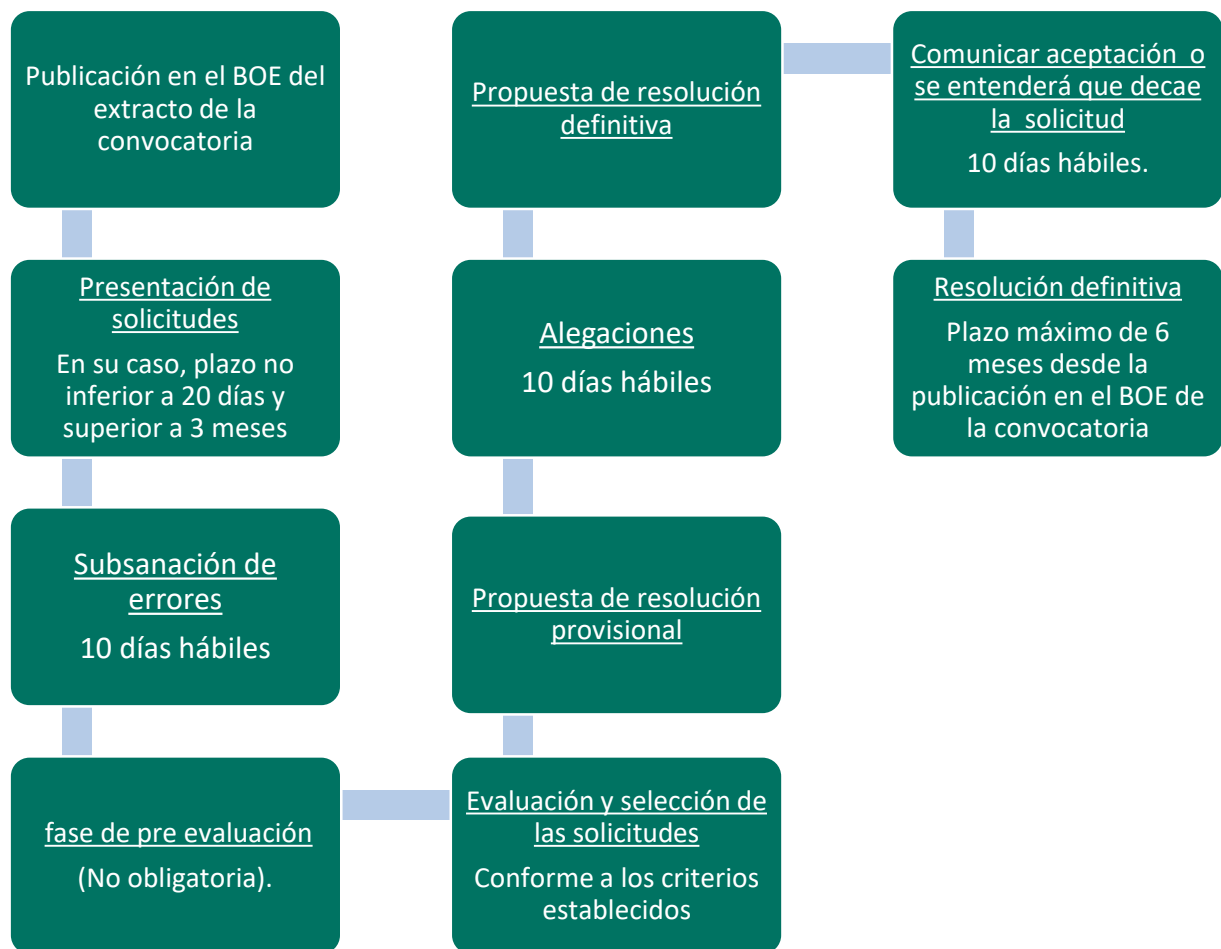 Publicación en el BOE del
extracto de la
convocatoria
Presentación de
solicitudes
En su caso, plazo no
inferior a 20 días y
superior a 3 meses
Subsanación de
errores
10 días hábiles
fase de pre evaluación
(No obligatoria).
Evaluación y selección de
las solicitudes
Conforme a los criterios
establecidos
Propuesta de resolución
provisional
Alegaciones
10 días hábiles
Propuesta de resolución
definitiva
Comunicar aceptación o
se entenderá que decae
la solicitud
10 días hábiles.
Resolución definitiva
Plazo máximo de 6
meses desde la
publicación en el BOE de
la convocatoria